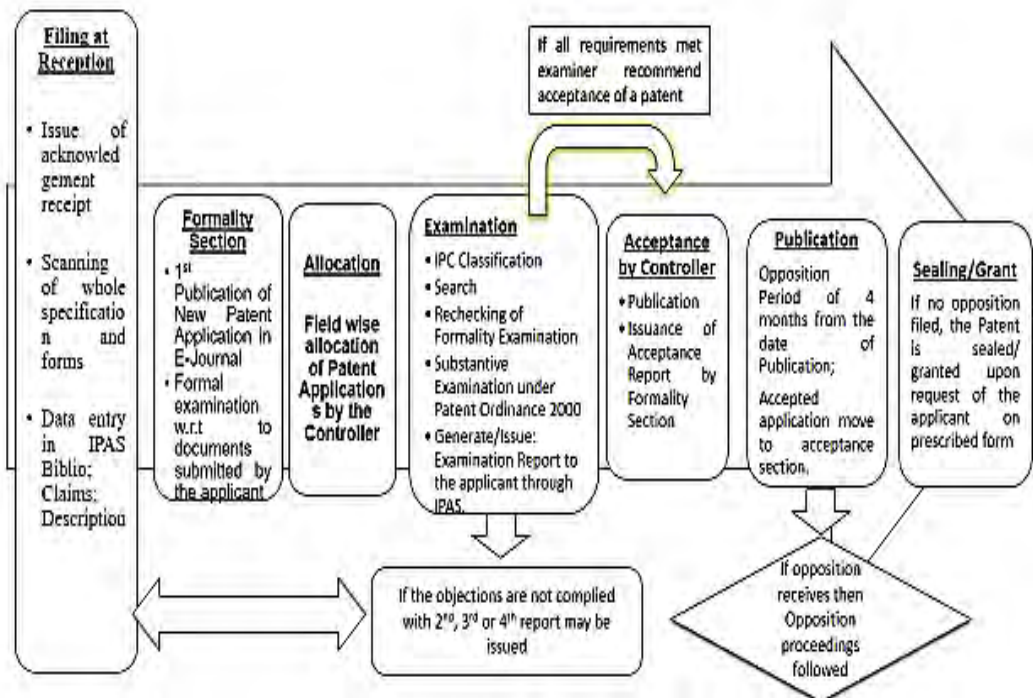 Filing at
Reception
• Issue of
acknowled
gement
receipt
• Scanning
of whole
specificatio
n and
forms
• Data entry
in IPAS
Biblio;
Claims;
Description
Formality
Section
• 1st
Publication of
New Patent
Application in
E-Journal
• Formal
examination
w.r.t to
documents
submitted by
the applicant
Allocation
Field wise
allocation
of Patent
Application
s by the
Controller
Examination
• IPC Classification
• Search
• Rechecking of
Formality Examination
• Substantive
Examination under
Patent Ordinance 2000
• Generate/Issue:
Examination Report to
the applicant through
IPAS.
If all requirements met
examiner recommend
acceptance of a patent
Acceptance
by Controller
• Publication
• Issuance of
Acceptance
Report by
Formality
Section
Publication
Opposition
Period of 4
months from the
date of
Publication;
Accepted
application move
to acceptance
section.
Sealing/Grant
If no opposition
filed, the Patent
is sealed/
granted upon
request of the
applicant on
prescribed form
If the objections are not complied
with 2nd, 3rd or 4th report may be
issued
If opposition
receives then
Opposition
proceedings
followed